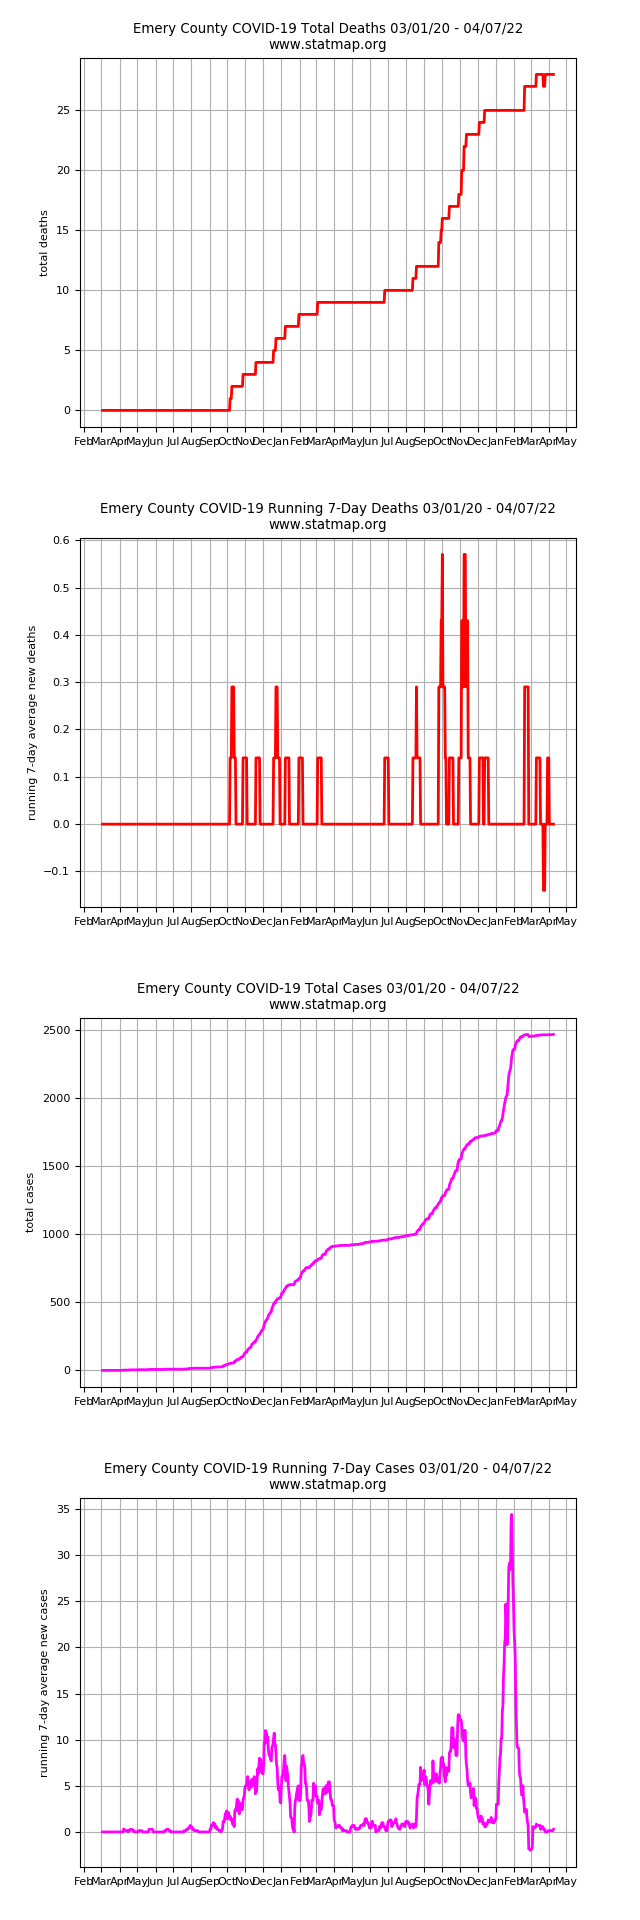 Emery County COVID-19 Total Deaths 03/01/20 - 04/07/22
www.statmap.org
25
20
15
10
5
0
total deaths
Feb Mar Apr May Jun Jul Aug Sep Oct Nov Dec Jan Feb Mar Apr May Jun Jul Aug Sep Oct Nov Dec Jan Feb Mar Apr May
Emery County COVID-19 Running 7-Day Deaths 03/01/20 - 04/07/22
www.statmap.org
0.6
0.5
0.4
0.3
0.2
0.1
0.0
−0.1
running 7-day average new deaths
Feb Mar Apr May Jun Jul Aug Sep Oct Nov Dec Jan Feb Mar Apr May Jun Jul Aug Sep Oct Nov Dec Jan Feb Mar Apr May
Emery County COVID-19 Total Cases 03/01/20 - 04/07/22
www.statmap.org
2500
2000
1500
1000
500
0
total cases
Feb Mar Apr May Jun Jul Aug Sep Oct Nov Dec Jan Feb Mar Apr May Jun Jul Aug Sep Oct Nov Dec Jan Feb Mar Apr May
Emery County COVID-19 Running 7-Day Cases 03/01/20 - 04/07/22
www.statmap.org
35
30
25
20
15
10
5
0
running 7-day average new cases
Feb Mar Apr May Jun Jul Aug Sep Oct Nov Dec Jan Feb Mar Apr May Jun Jul Aug Sep Oct Nov Dec Jan Feb Mar Apr May